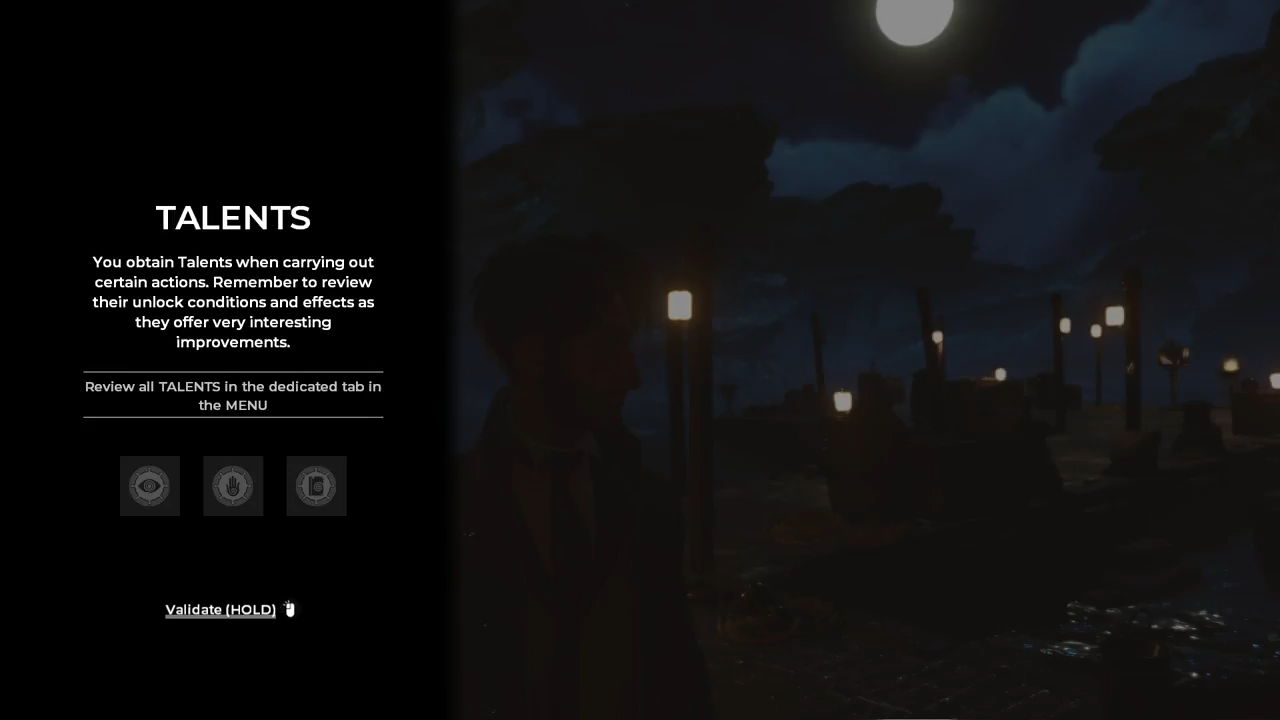 TALENTS
You obtain Talents when carrying out
certain actions. Remember to review
their unlock conditions and effects as
they offer very interesting
improvements.
Review all TALENTS in the dedicated tab in
the MENU
Validate (HOLD)